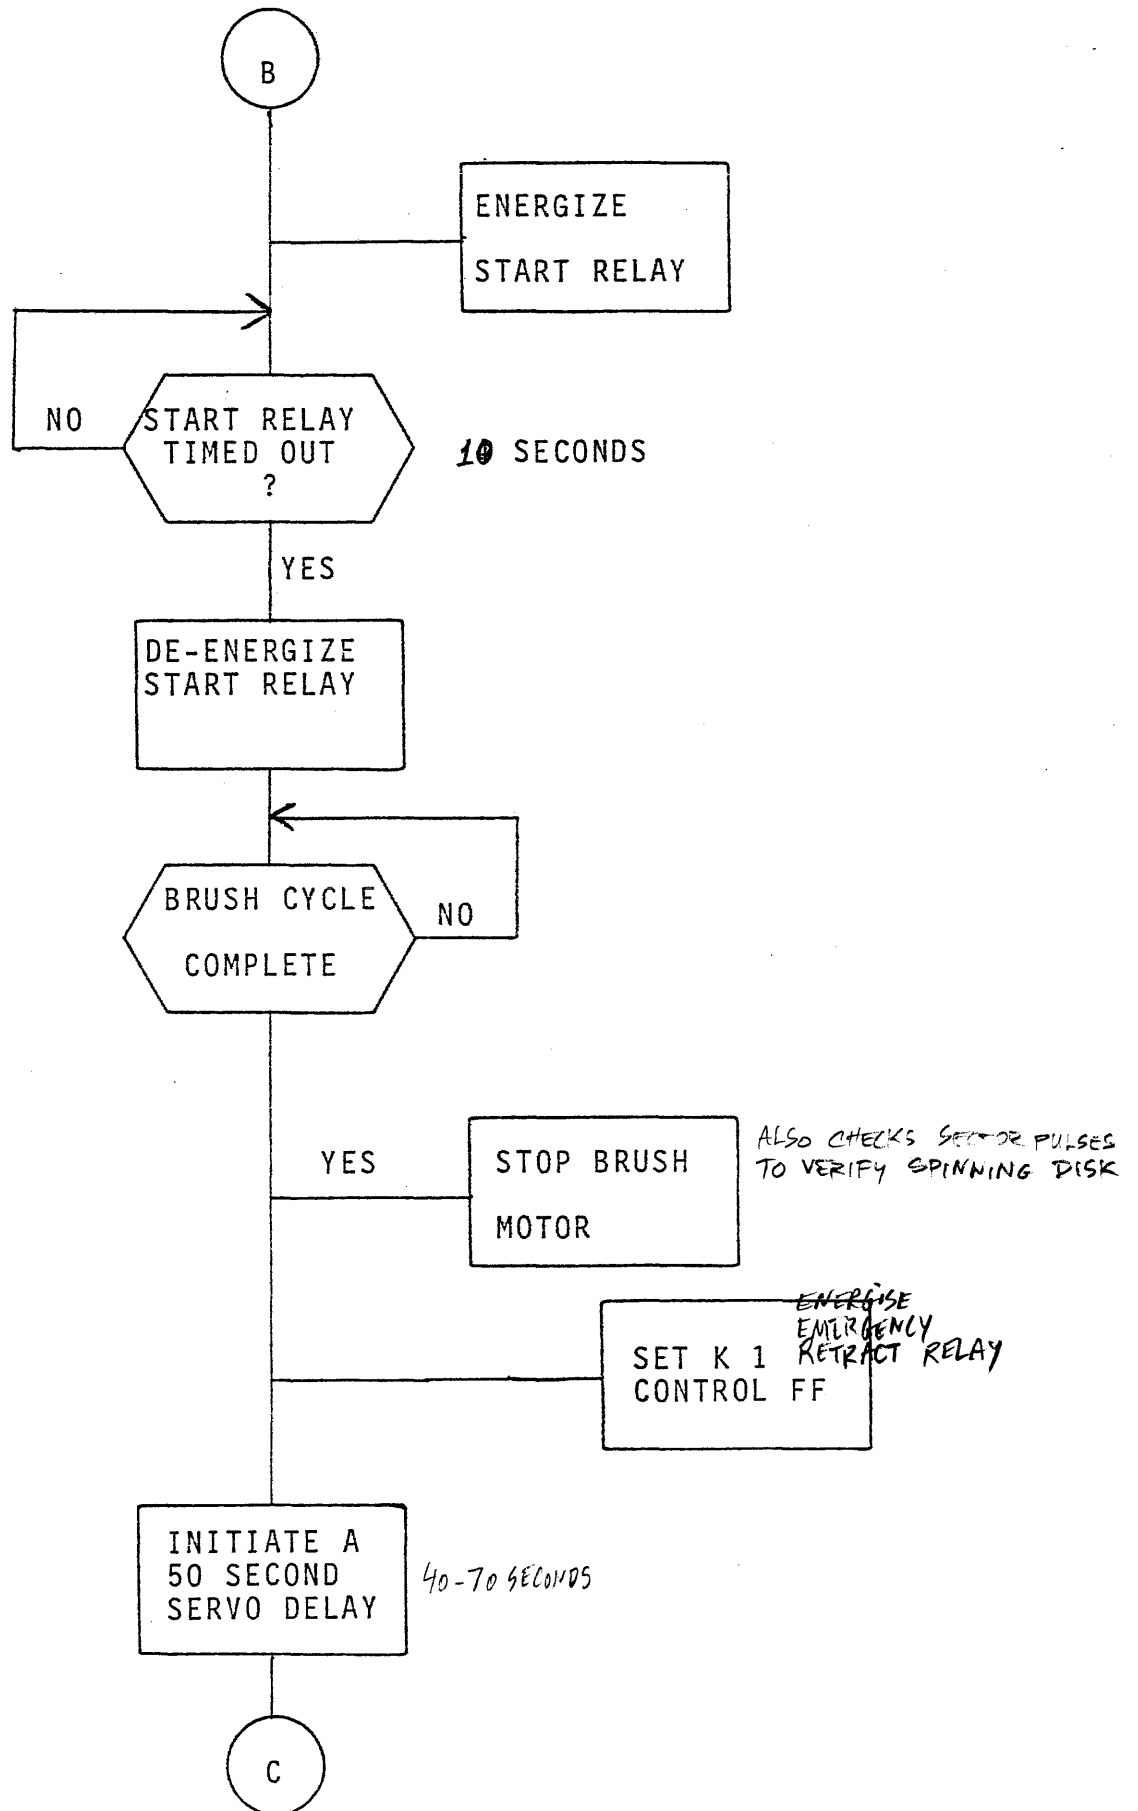 B
ENERGIZE
START RELAY
NO
START RELAY
TIMED OUT
?
SECONDS
YES
DE-ENERGIZE
START RELAY
BRUSH CYCLE
NO
COMPLETE
YES
STOP BRUSH
MOTOR
ALSO CHECKS SECTOR PULSES
TO VERIFY SPINNING DISK
ENERGISE
EMERGENCY
RETRACT RELAY
SET K 1
CONTROL FF
INITIATE A
50 SECOND
SERVO DELAY
40-70 SECONDS
C